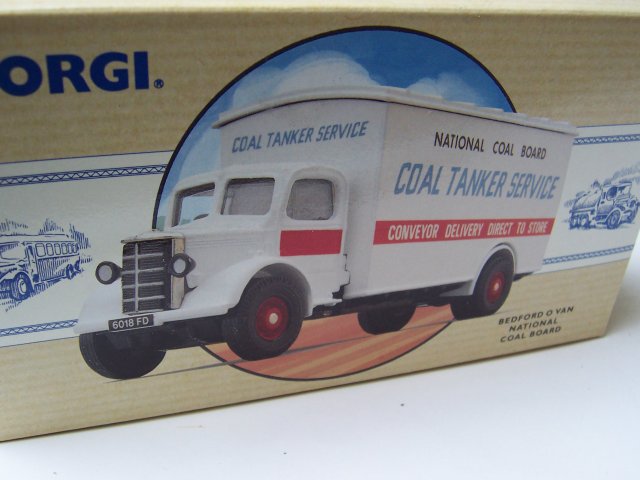 ORGI®
COAL TANKER SERVICE
NATIONAL COAL BOARD
COAL TANKER SERVICE
CONVEYOR DELIVERY DIRECT TO STORE
6018 FD
BEDFORD O VAN
NATIONAL
COAL BOARD